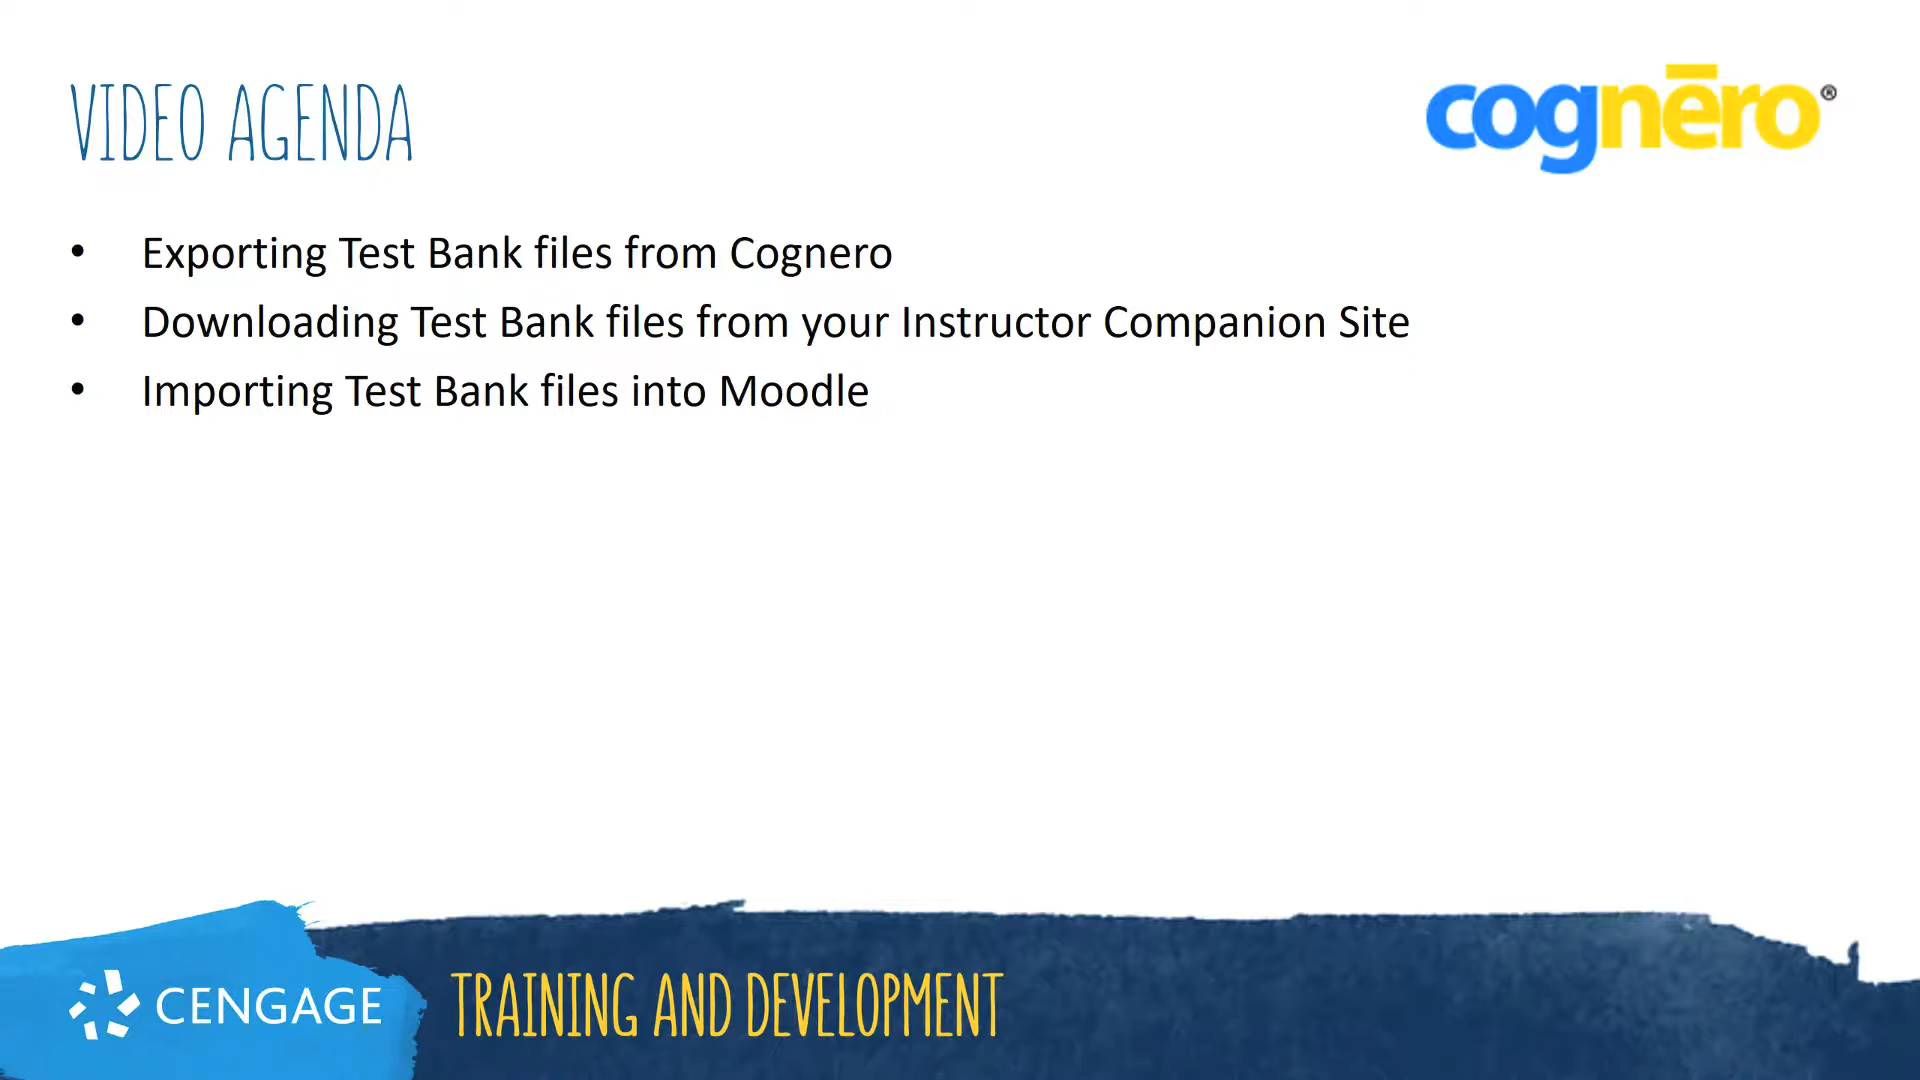 VIDEO AGENDA
cognēro®
• Exporting Test Bank files from Cognero
• Downloading Test Bank files from your Instructor Companion Site
• Importing Test Bank files into Moodle
CENGAGE
TRAINING AND DEVELOPMENT